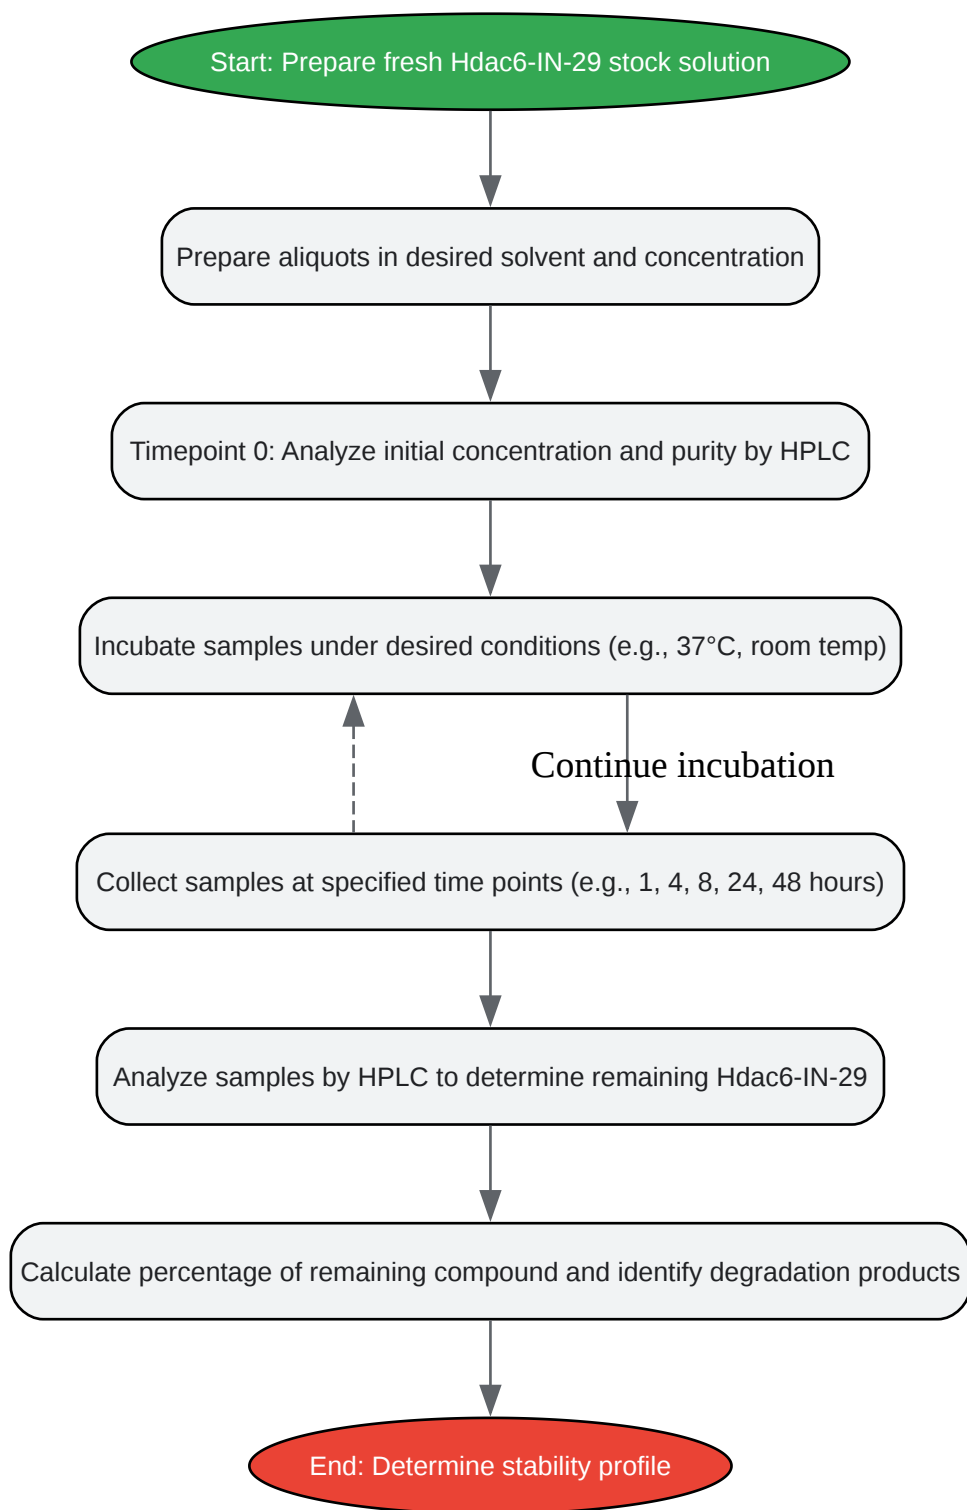 Start: Prepare fresh Hdac6-IN-29 stock solution
Prepare aliquots in desired solvent and concentration
Timepoint 0: Analyze initial concentration and purity by HPLC
Incubate samples under desired conditions (e.g., 37°C, room temp)
Continue incubation
Collect samples at specified time points (e.g., 1, 4, 8, 24, 48 hours)
Analyze samples by HPLC to determine remaining Hdac6-IN-29
Calculate percentage of remaining compound and identify degradation products
End: Determine stability profile